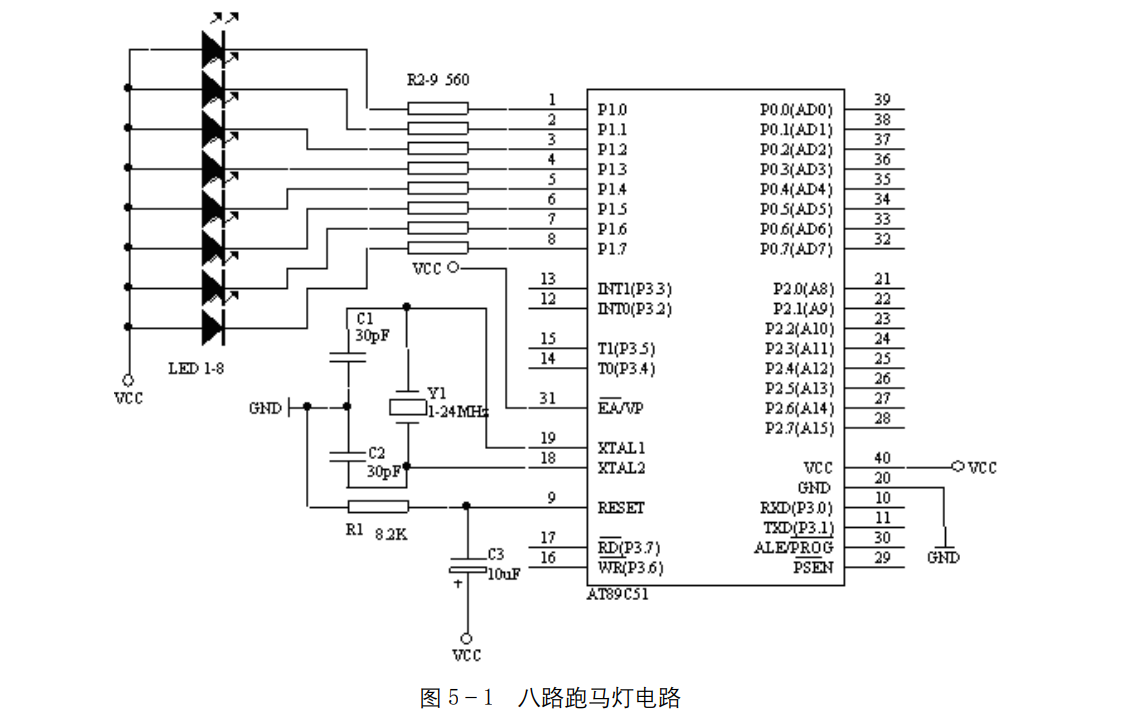 R2-9 560
1 P1.0 P0.0(AD0) 39
2 P1.1 P0.1(AD1) 38
3 P1.2 P0.2(AD2) 37
4 P1.3 P0.3(AD3) 36
5 P1.4 P0.4(AD4) 35
6 P1.5 P0.5(AD5) 34
7 P1.6 P0.6(AD6) 33
8 P1.7 P0.7(AD7) 32
VCC
13 INT1(P3.3) P2.0(A8) 21
12 INT0(P3.2) P2.1(A9) 22
P2.2(A10) 23
15 T1(P3.5) P2.3(A11) 24
14 T0(P3.4) P2.4(A12) 25
P2.5(A13) 26
31 EA/VP P2.6(A14) 27
P2.7(A15) 28
19 XTAL1
18 XTAL2 VCC 40 VCC
GND 20
9 RESET RXD(P3.0) 10
TXD(P3.1) 11
17 RD(P3.7) ALE/PROG 30
16 WR(P3.6) PSEN 29
GND
AT89C51
LED 1-8
VCC
C1
30pF
Y1
1-24MHz
GND
C2
30pF
R1 8.2K
C3
10uF
+
VCC
图 5-1 八路跑马灯电路